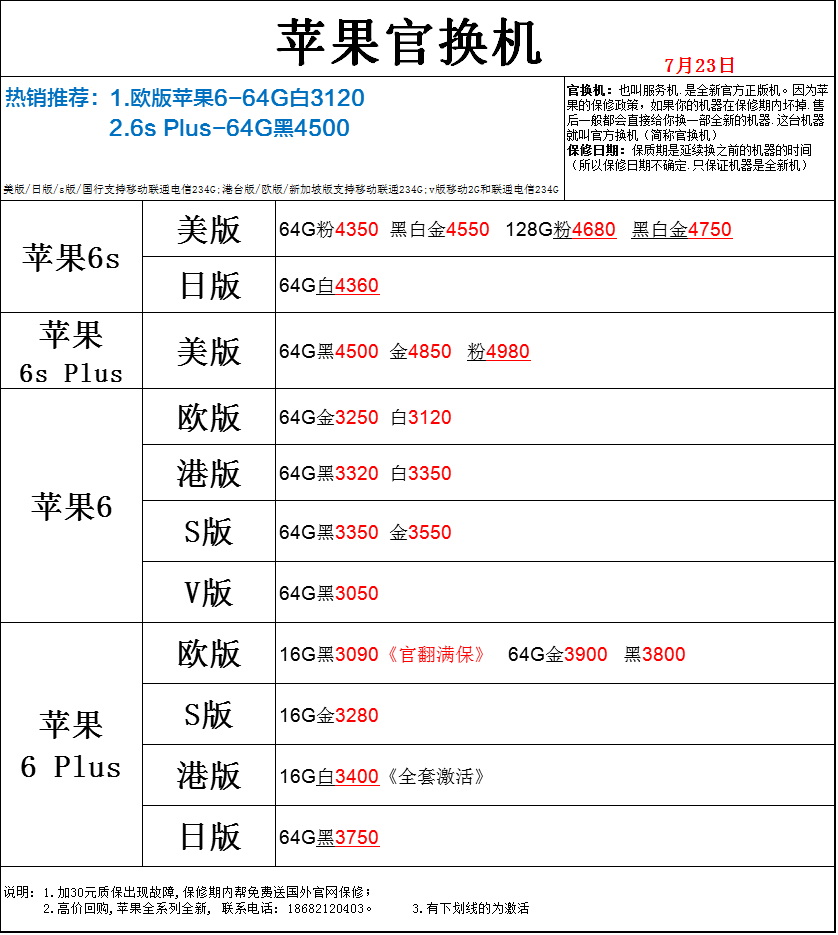 苹果官换机
7月23日
热销推荐：1.欧版苹果6-64G白3120
2.6s Plus-64G黑4500
美版/日版/s版/国行支持移动联通电信234G;港台版/欧版/新加坡版支持移动联通234G;v版移动2G和联通电信234G
官换机：也叫服务机.是全新官方正版机。因为苹
果的保修政策，如果你的机器在保修期内坏掉.售
后一般都会直接给你换一部全新的机器.这台机器
就叫官方换机（简称官换机）
保修日期：保质期是延续换之前的机器的时间
（所以保修日期不确定.只保证机器是全新机）
苹果6s
美版
64G粉4350 黑白金4550 128G粉4680 黑白金4750
日版
64G白4360
苹果
6s Plus
美版
64G黑4500 金4850 粉4980
苹果6
欧版
64G金3250 白3120
港版
64G黑3320 白3350
S版
64G黑3350 金3550
V版
64G黑3050
苹果
6 Plus
欧版
16G黑3090《官翻满保》 64G金3900 黑3800
S版
16G金3280
港版
16G白3400《全套激活》
日版
64G黑3750
说明：1.加30元质保出现故障,保修期内帮免费送国外官网保修；
2.高价回购,苹果全系列全新, 联系电话: 18682120403。 3.有下划线的为激活